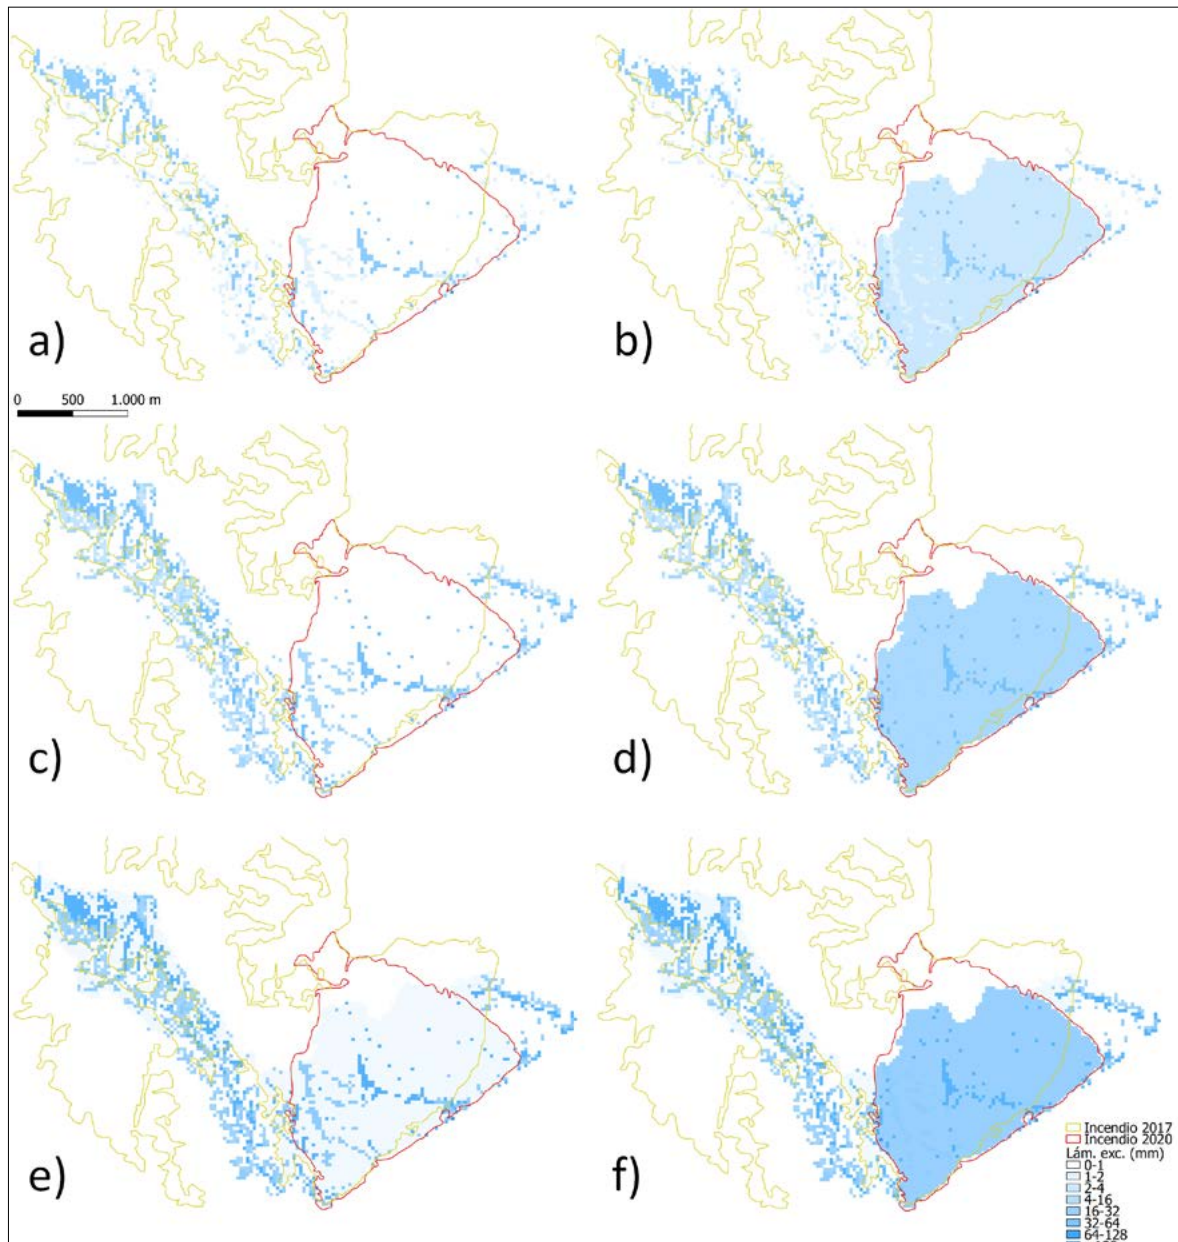 a)
b)
0 500 1.000 m
c)
d)
e)
f)
Incendio 2017
Incendio 2020
Lám. exc. (mm)
0-1
1-2
2-4
4-16
16-32
32-64
64-128